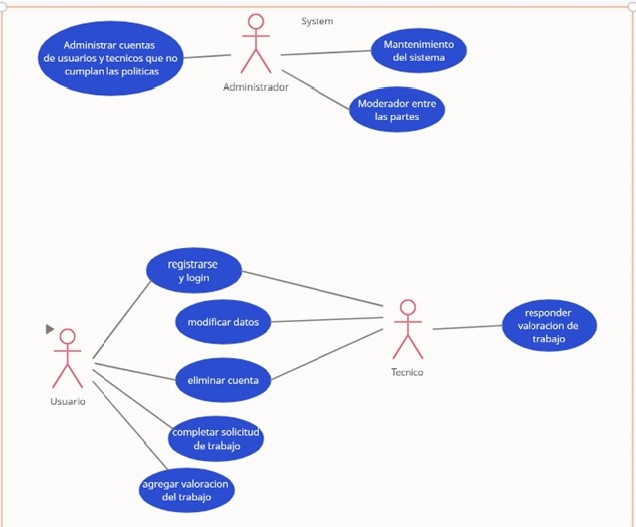 System
Administrar cuentas
de usuarios y tecnicos que no
cumplan las politicas
Mantenimiento
del sistema
Administrador
Moderador entre
las partes
registrarse
y login
modificar datos
responder
valoracion de
trabajo
Tecnico
eliminar cuenta
Usuario
completar solicitud
de trabajo
agregar valoracion
del trabajo